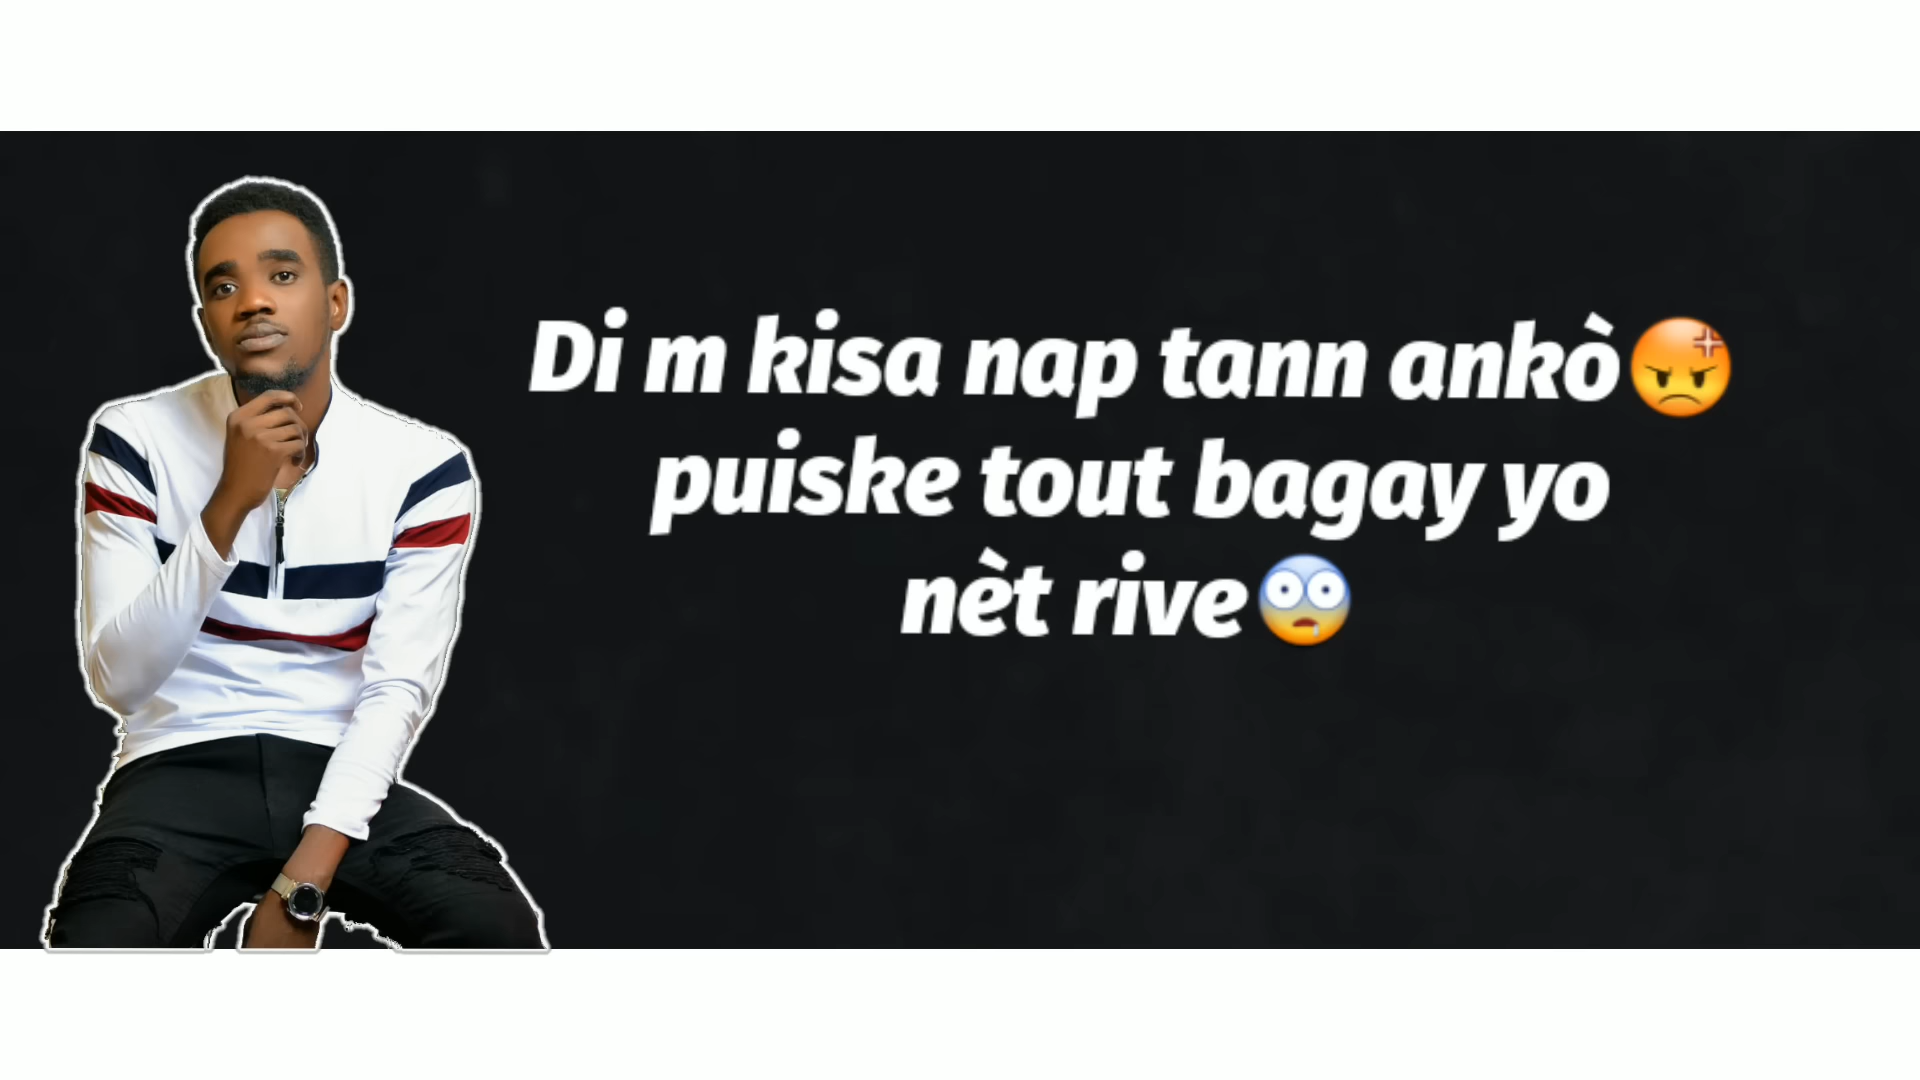 Di m kisa nap tann ankò😡
puiske tout bagay yo
nèt rive😨